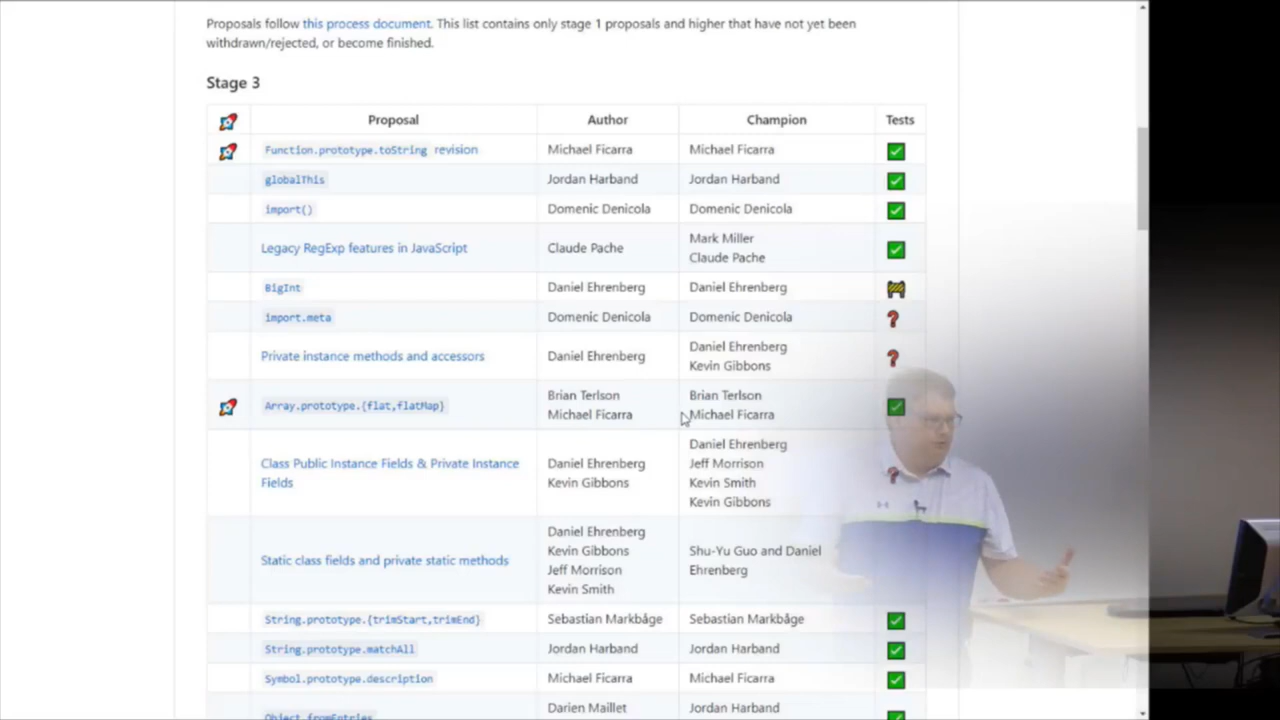 Proposals follow this process document. This list contains only stage 1 proposals and higher that have not yet been
withdrawn/rejected, or become finished.
Stage 3
🚀 Proposal Author Champion Tests
🚀 Function.prototype.toString revision Michael Ficarra Michael Ficarra ✅
globalThis Jordan Harband Jordan Harband ✅
import() Domenic Denicola Domenic Denicola ✅
Legacy RegExp features in JavaScript Claude Pache Mark Miller
Claude Pache ✅
BigInt Daniel Ehrenberg Daniel Ehrenberg 🚧
import.meta Domenic Denicola Domenic Denicola ❓
Private instance methods and accessors Daniel Ehrenberg Daniel Ehrenberg
Kevin Gibbons ❓
🚀 Array.prototype.{flat,flatMap} Brian Terlson
Michael Ficarra
Brian Terlson
Michael Ficarra ✅
Class Public Instance Fields & Private Instance
Fields
Daniel Ehrenberg
Kevin Gibbons
Daniel Ehrenberg
Jeff Morrison
Kevin Smith
Kevin Gibbons ❓
Static class fields and private static methods
Daniel Ehrenberg
Kevin Gibbons
Jeff Morrison
Kevin Smith
Shu-Yu Guo and Daniel
Ehrenberg
String.prototype.{trimStart,trimEnd} Sebastian Markbåge Sebastian Markbåge ✅
String.prototype.matchAll Jordan Harband Jordan Harband ✅
Symbol.prototype.description Michael Ficarra Michael Ficarra ✅
Object.fromEntries Darien Maillet Jordan Harband ✅